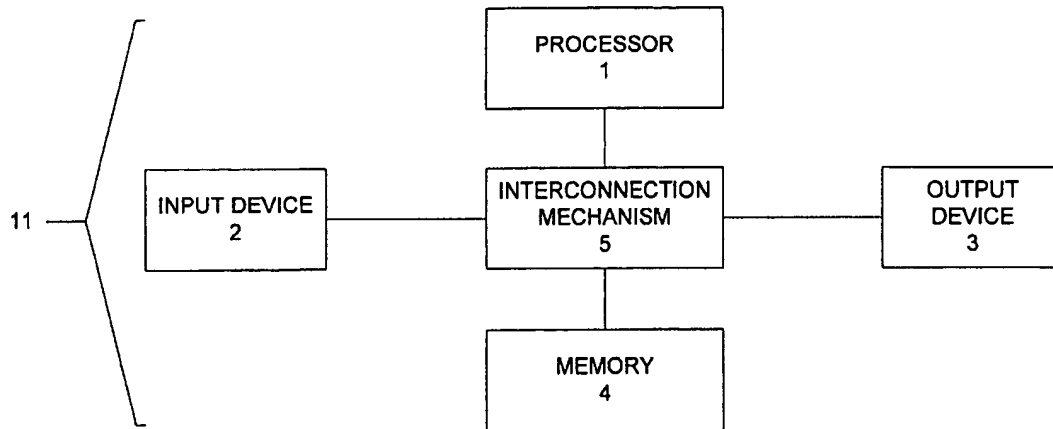 PROCESSOR
1
11
INPUT DEVICE
2
INTERCONNECTION
MECHANISM
5
OUTPUT
DEVICE
3
MEMORY
4